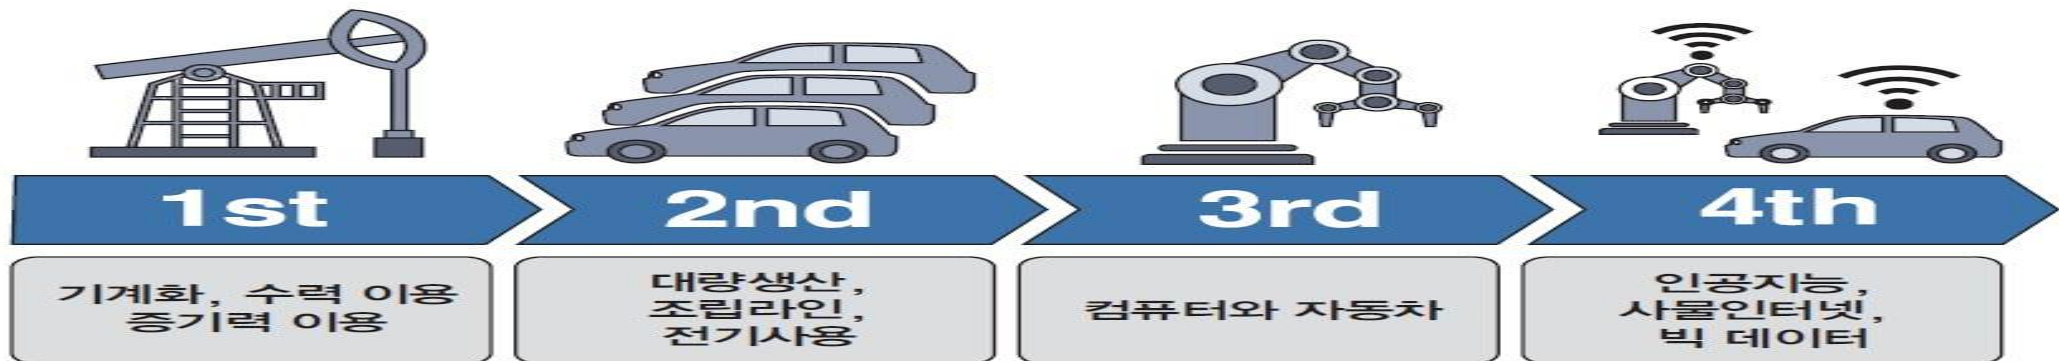 1st
2nd
3rd
4th
기계화, 수력 이용
증기력 이용
대량생산,
조립라인,
전기사용
컴퓨터와 자동차
인공지능,
사물인터넷,
빅 데이터